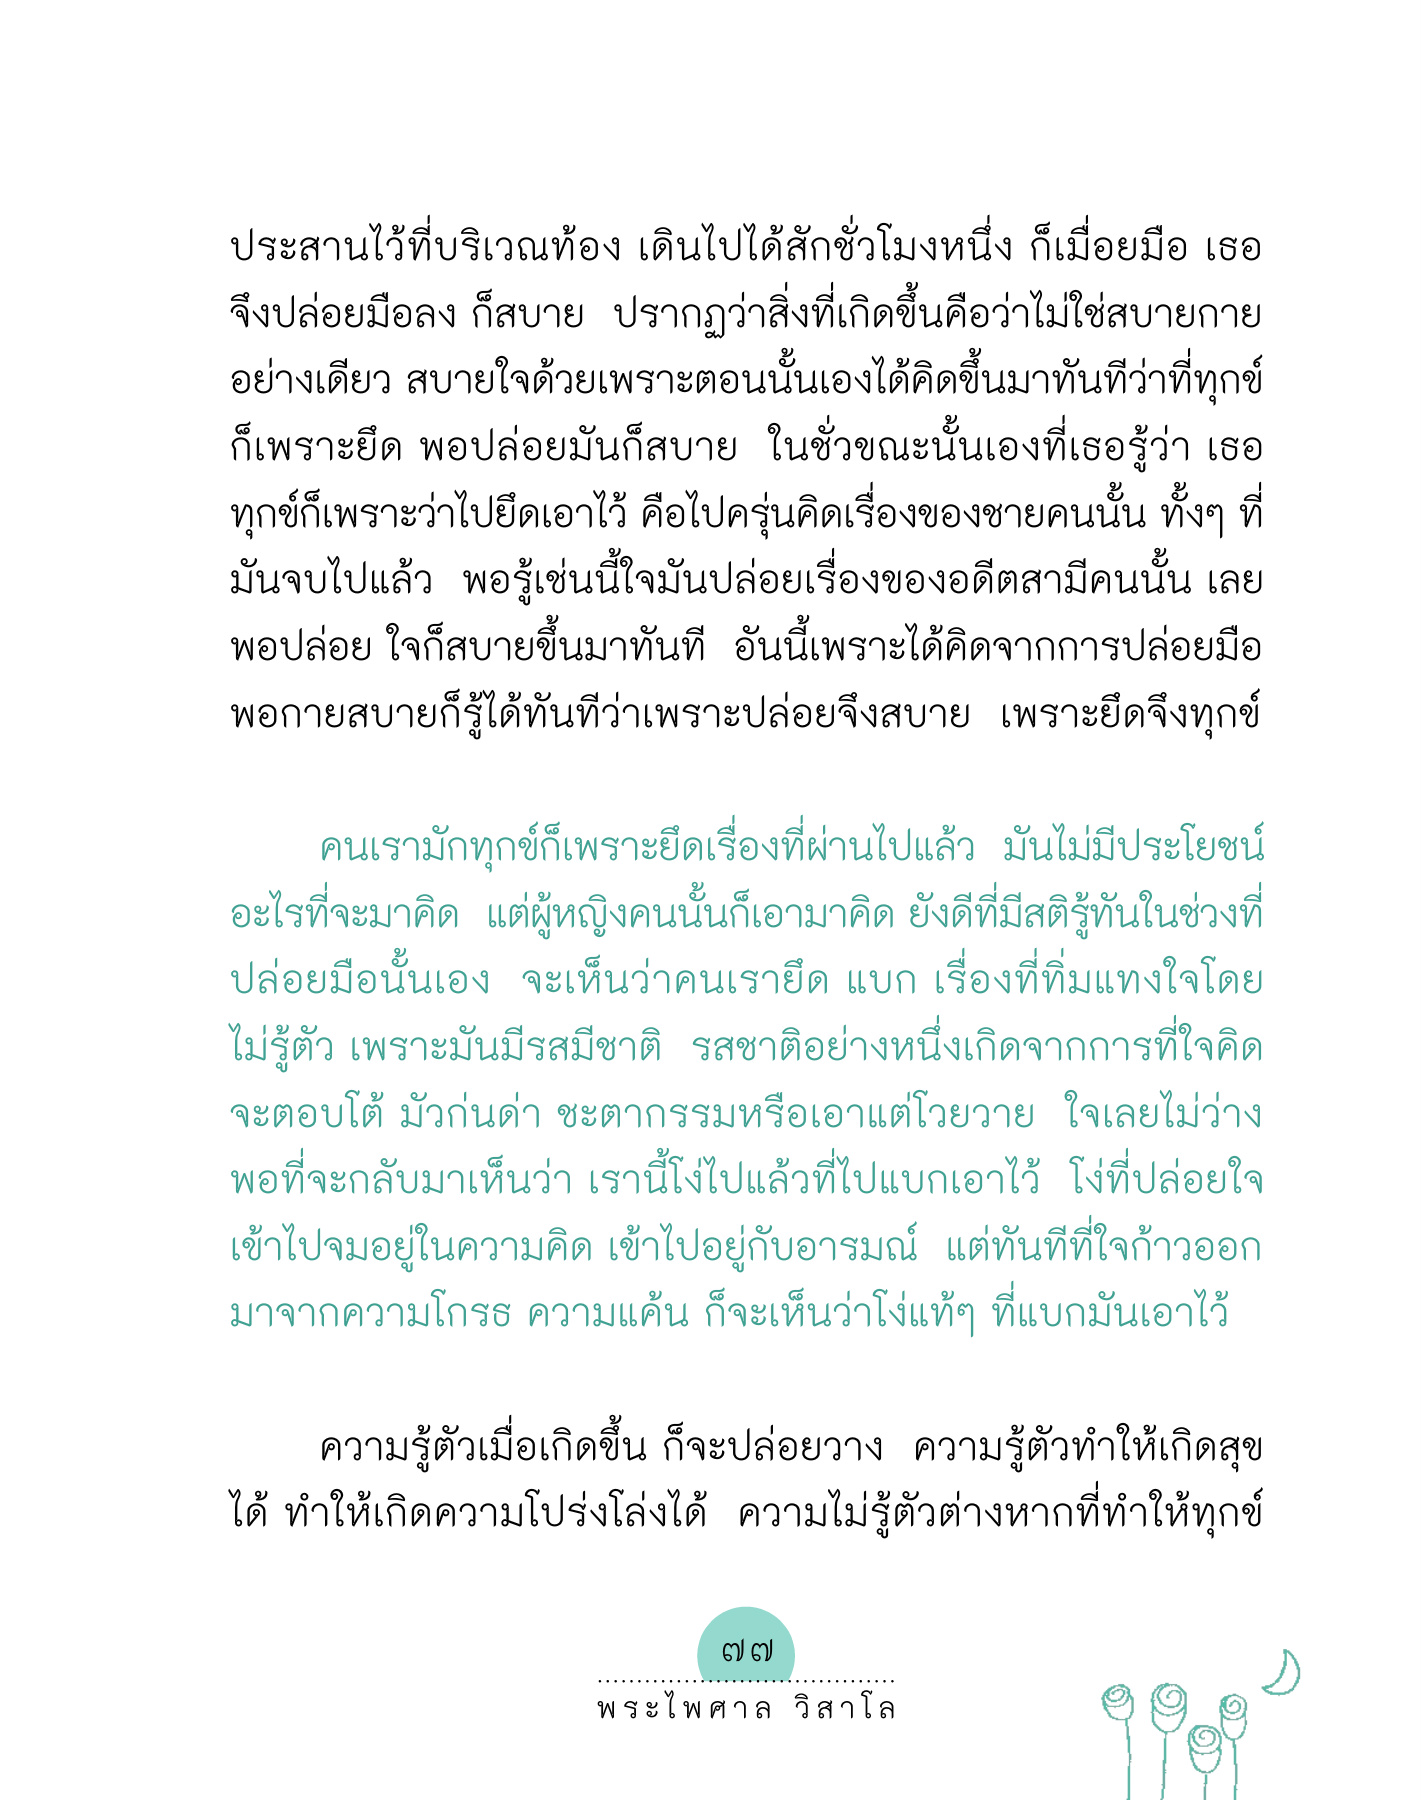 ประสานไว้ที่บริเวณท้อง เดินไปได้สักชั่วโมงหนึ่ง ก็เมื่อยมือ เธอ
จึงปล่อยมือลง ก็สบาย  ปรากฏว่าสิ่งที่เกิดขึ้นคือว่าไม่ใช่สบายกาย
อย่างเดียว สบายใจด้วยเพราะตอนนั้นเองได้คิดขึ้นมาทันทีว่าที่ทุกข์
ก็เพราะยึด พอปล่อยมันก็สบาย  ในชั่วขณะนั้นเองที่เธอรู้ว่า เธอ
ทุกข์ก็เพราะว่าไปยึดเอาไว้ คือไปครุ่นคิดเรื่องของชายคนนั้น ทั้งๆ ที่
มันจบไปแล้ว  พอรู้เช่นนี้ใจมันปล่อยเรื่องของอดีตสามีคนนั้น เลย
พอปล่อย ใจก็สบายขึ้นมาทันที  อันนี้เพราะได้คิดจากการปล่อยมือ
พอกายสบายก็รู้ได้ทันทีว่าเพราะปล่อยจึงสบาย  เพราะยึดจึงทุกข์
คนเรามักทุกข์ก็เพราะยึดเรื่องที่ผ่านไปแล้ว  มันไม่มีประโยชน์
อะไรที่จะมาคิด  แต่ผู้หญิงคนนั้นก็เอามาคิด ยังดีที่มีสติรู้ทันในช่วงที่
ปล่อยมือนั้นเอง  จะเห็นว่าคนเรายึด แบก เรื่องที่ทิ่มแทงใจโดย
ไม่รู้ตัว เพราะมันมีรสมีชาติ  รสชาติอย่างหนึ่งเกิดจากการที่ใจคิด
จะตอบโต้ มัวก่นด่า ชะตากรรมหรือเอาแต่โวยวาย  ใจเลยไม่ว่าง
พอที่จะกลับมาเห็นว่า เรานี้โง่ไปแล้วที่ไปแบกเอาไว้  โง่ที่ปล่อยใจ
เข้าไปจมอยู่ในความคิด เข้าไปอยู่กับอารมณ์  แต่ทันทีที่ใจก้าวออก
มาจากความโกรธ ความแค้น ก็จะเห็นว่าโง่แท้ๆ ที่แบกมันเอาไว้
ความรู้ตัวเมื่อเกิดขึ้น ก็จะปล่อยวาง  ความรู้ตัวทำให้เกิดสุข
ได้ ทำให้เกิดความโปร่งโล่งได้  ความไม่รู้ตัวต่างหากที่ทำให้ทุกข์
๗๗
พระไพศาล วิสาโล